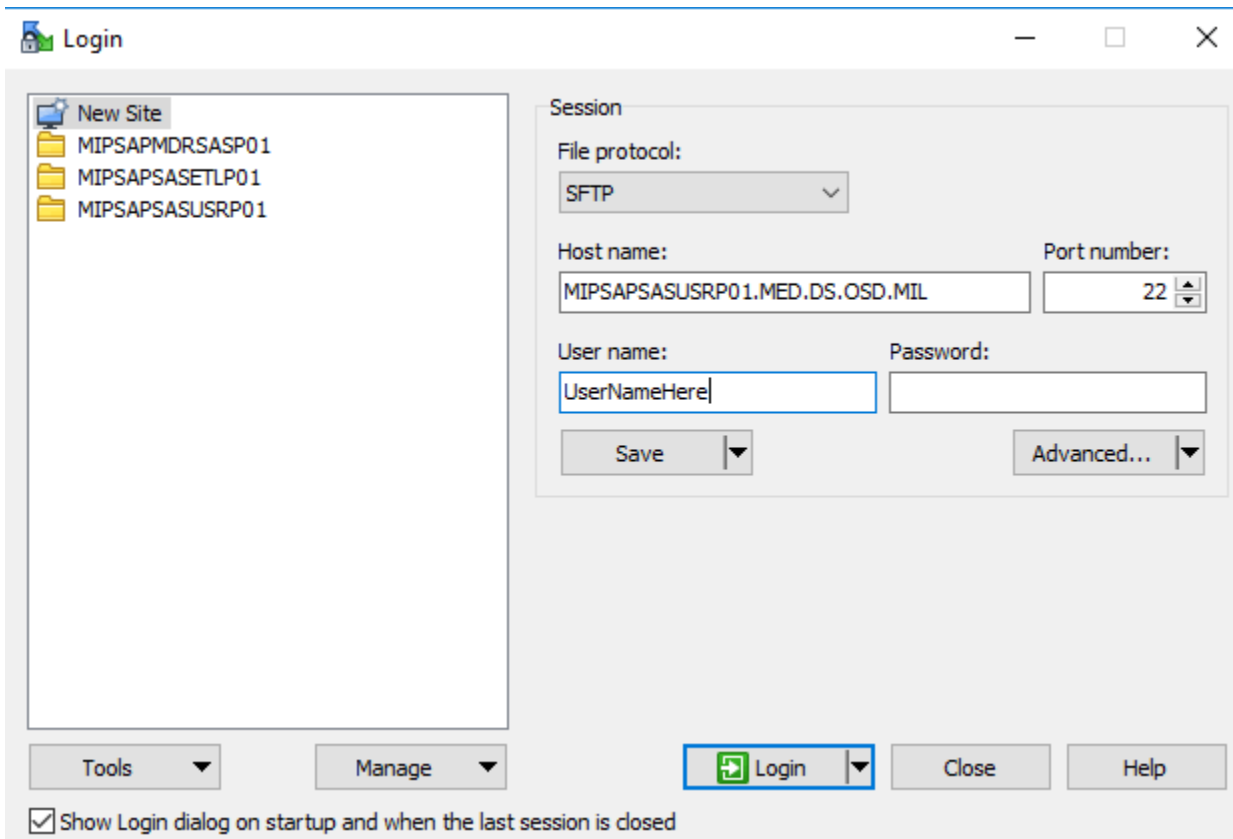 Login
New Site
MIPSAPMDRSASP01
MIPSAPSASETLP01
MIPSAPSASUSRP01
Session
File protocol:
SFTP
Host name: Port number:
MIPSAPSASUSRP01.MED.DS.OSD.MIL 22
User name: Password:
UserNameHere
Save Advanced...
Tools Manage Login Close Help
Show Login dialog on startup and when the last session is closed